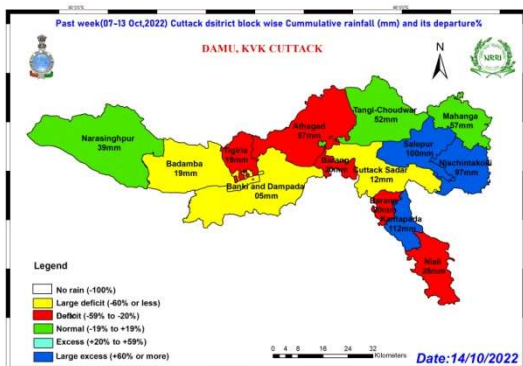 Past week(07-13 Oct,2022) Cuttack dsitrict block wise Cummulative rainfall (mm) and its departure%
DAMU, KVK CUTTACK
N
NRRI
Tangi-Choudwar
52mm
Mahanga
57mm
Athagad
Narasinghpur
39mm
Badamba
19mm
Salepur
100mm
97mm
Cuttack Sadar
12mm
Banki and Dampada
05mm
112mm
Niali
Legend
No rain (-100%)
Large deficit (-60% or less)
Deficit (-59% to -20%)
Normal (-19% to +19%)
Excess (+20% to +59%)
Large excess (+60% or more)
0 4 8 16 24 32
Kilometers
Date:14/10/2022